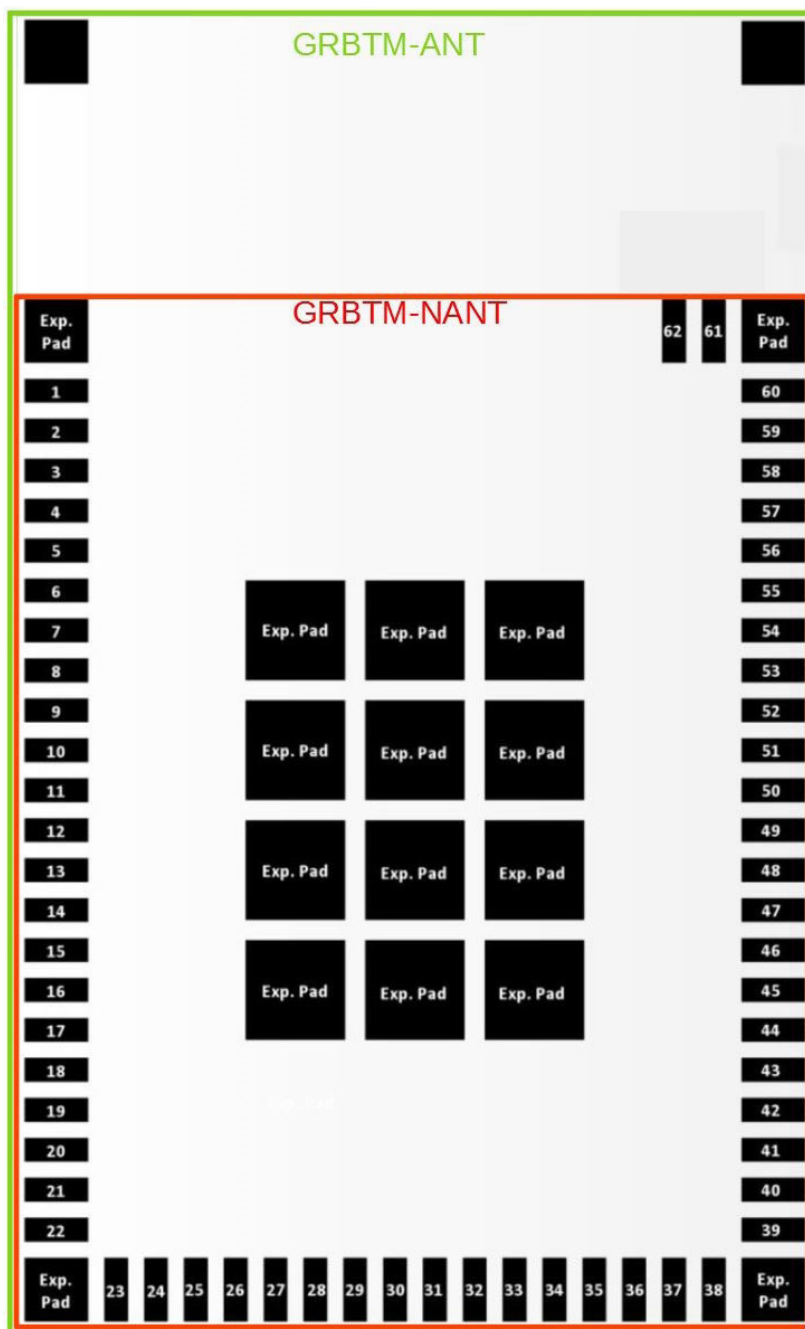 GRBTM-ANT
GRBTM-NANT
Exp.
Pad
62 61
Exp.
Pad
1 60
2 59
3 58
4 57
5 56
6 55
Exp. Pad Exp. Pad Exp. Pad
7 54
8 53
9 52
Exp. Pad Exp. Pad Exp. Pad
10 51
11 50
12 49
Exp. Pad Exp. Pad Exp. Pad
13 48
14 47
15 46
Exp. Pad Exp. Pad Exp. Pad
16 45
17 44
18 43
19 42
20 41
21 40
22 39
Exp.
Pad
23 24 25 26 27 28 29 30 31 32 33 34 35 36 37 38
Exp.
Pad